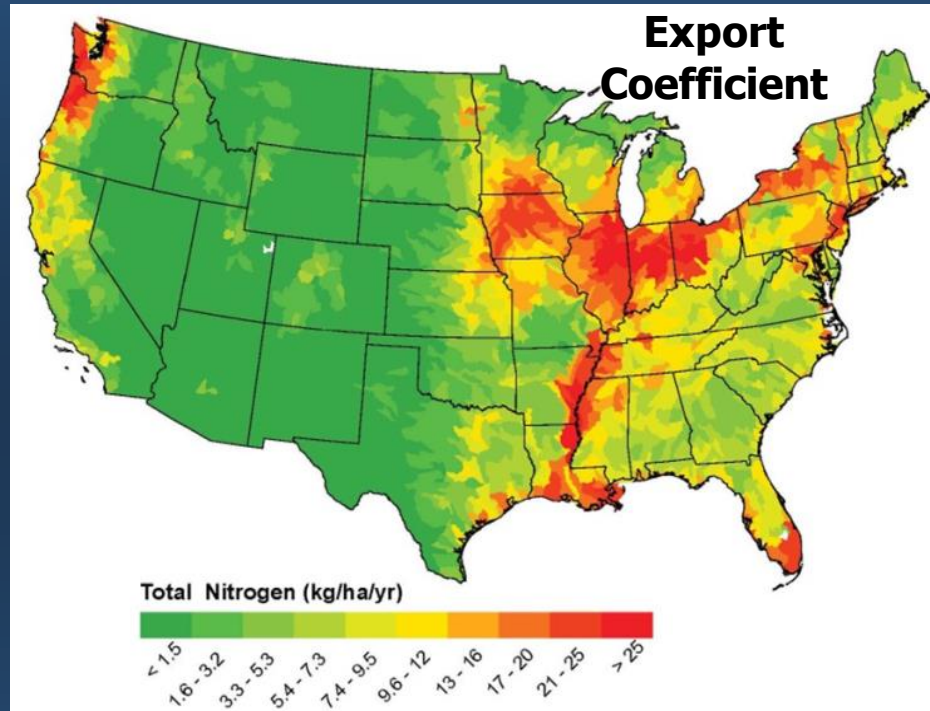 Export
Coefficient
Total Nitrogen (kg/ha/yr)
< 1.5
1.6 - 3.2
3.3 - 5.3
5.4 - 7.3
7.4 - 9.5
9.6 - 12
13 - 16
17 - 20
21 - 25
> 25